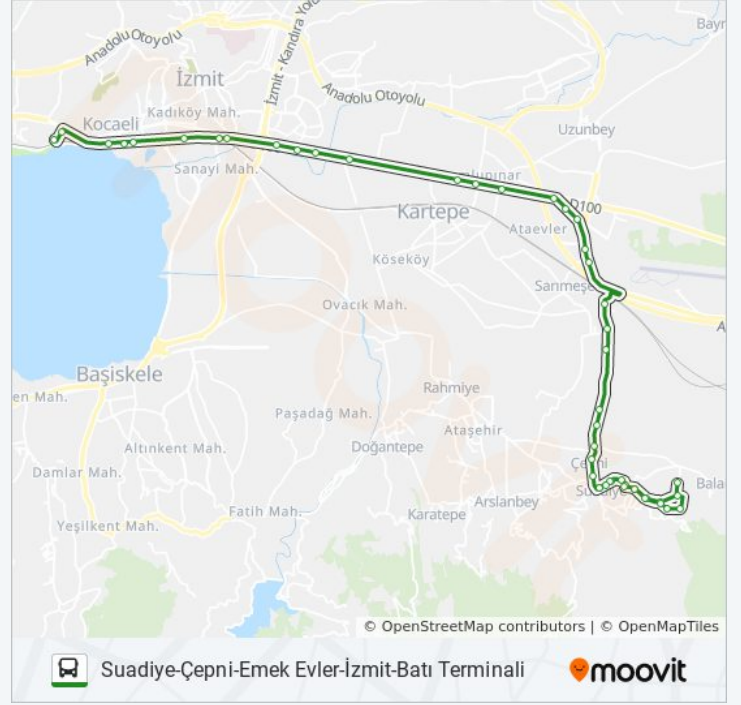 Bayr
Anadolu Otoyolu
İzmit - Kandıra Yolu
İzmit
Anadolu Otoyolu
Kadıköy Mah.
Kocaeli
Uzunbey
Sanayi Mah.
D100
Kartepe
Ataevler
Köseköy
Sarımeşe
Ovacık Mah.
A
Başiskele
Rahmiye
en Mah.
Paşadağ Mah.
Ataşehir
Altınkent Mah.
Doğantepe
Damlar Mah.
Bala
Arslanbey
Fatih Mah.
Karatepe
Yeşilkent Mah.
© OpenStreetMap contributors | © OpenMapTiles
Suadiye-Çepni-Emek Evler-İzmit-Batı Terminali
moovit